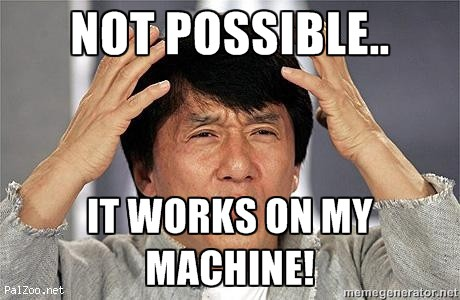 NOT POSSIBLE..
IT WORKS ON MY
MACHINE!
PalZoo.net
memegenerator.net